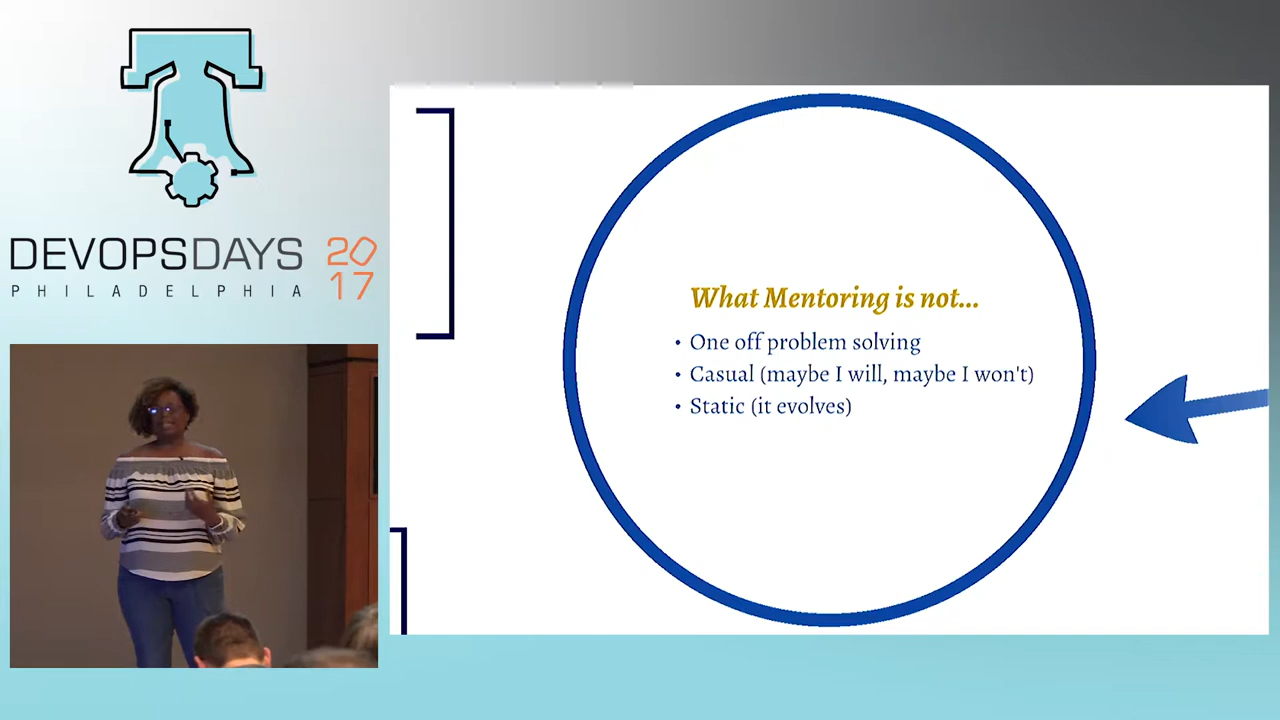 DEVOPSDAYS 2017
PHILADELPHIA
What Mentoring is not...
• One off problem solving
• Casual (maybe I will, maybe I won't)
• Static (it evolves)